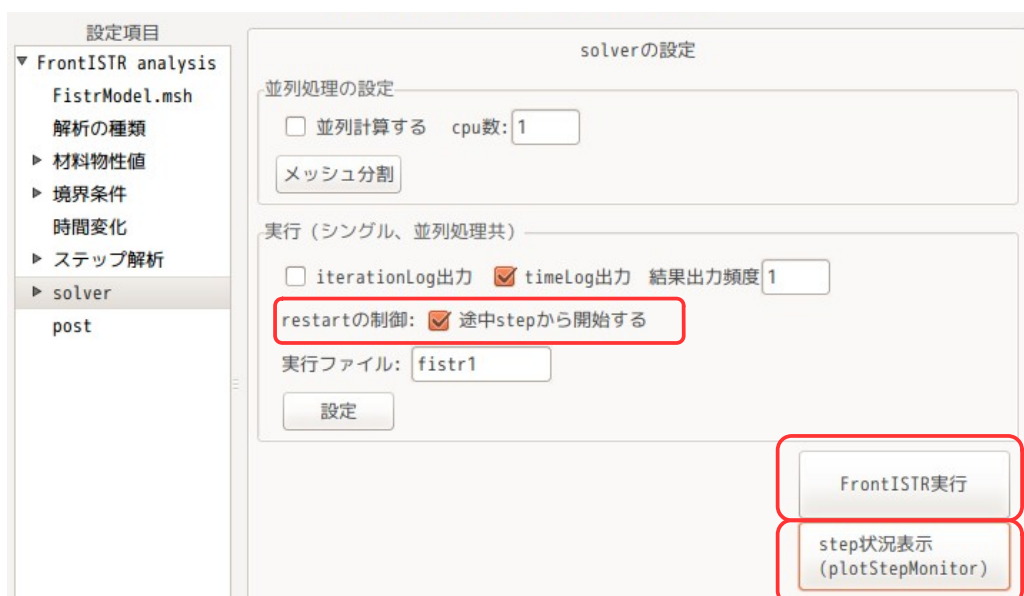 設定項目
FrontISTR analysis
FistrModel.msh
解析の種類
材料物性値
境界条件
時間変化
ステップ解析
solver
post
solverの設定
並列処理の設定
並列計算する cpu数: 1
メッシュ分割
実行（シングル、並列処理共）
iterationLog出力 timeLog出力 結果出力頻度 1
restartの制御: 途中stepから開始する
実行ファイル: fistr1
設定
FrontISTR実行
step状況表示
(plotStepMonitor)